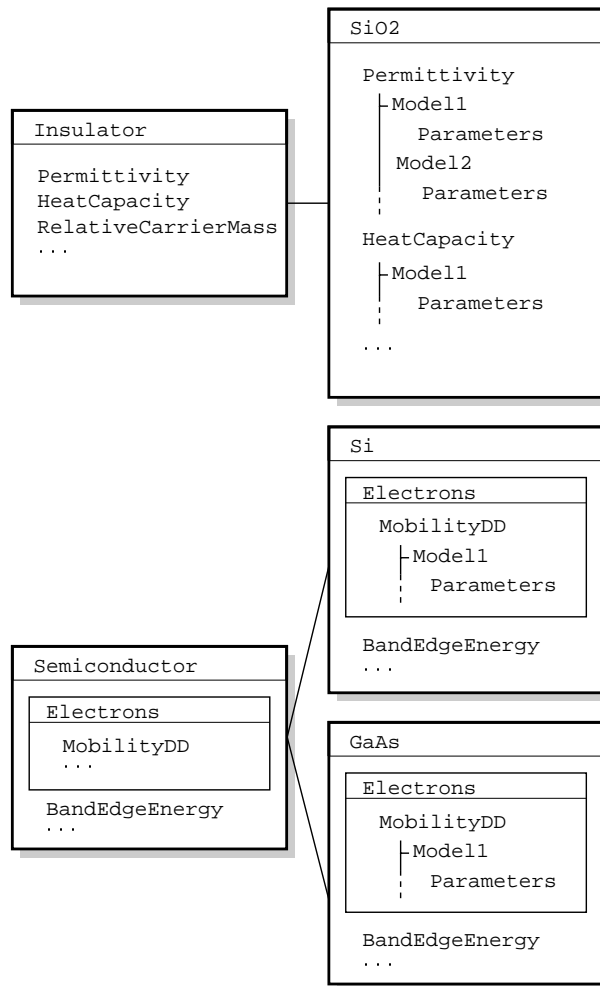 SiO2
Permittivity
Model1
Parameters
Model2
Parameters
HeatCapacity
Model1
Parameters
...
Insulator
Permittivity
HeatCapacity
RelativeCarrierMass
...
Si
Electrons
MobilityDD
Model1
Parameters
BandEdgeEnergy
...
Semiconductor
Electrons
MobilityDD
...
BandEdgeEnergy
...
GaAs
Electrons
MobilityDD
Model1
Parameters
BandEdgeEnergy
...